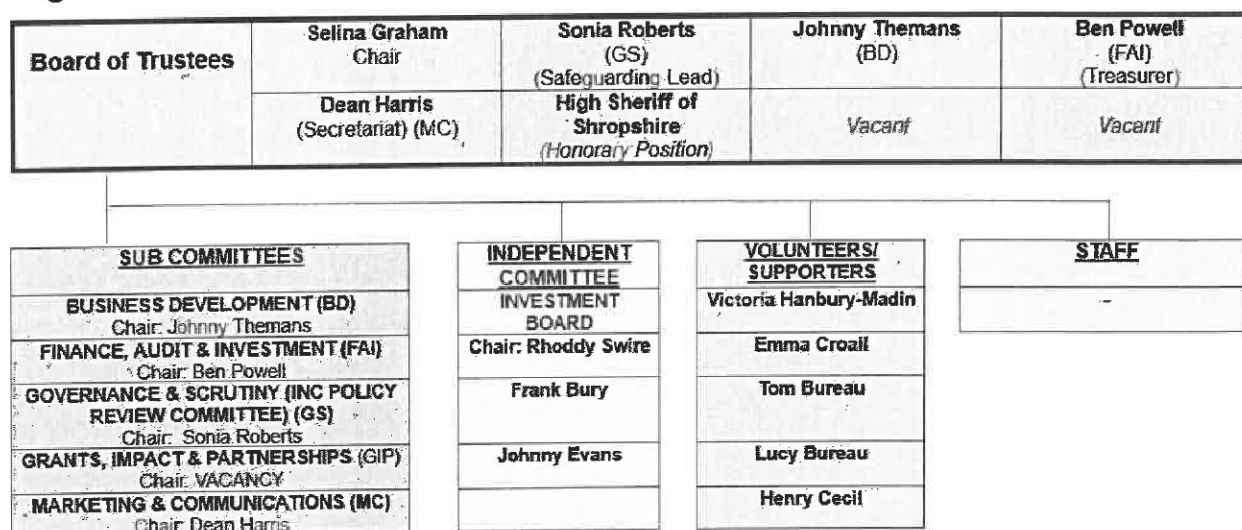 Board of Trustees
Selina Graham
Chair
Sonia Roberts
(GS)
(Safeguarding Lead)
Johnny Themans
(BD)
Ben Powell
(FAI)
(Treasurer)
Dean Harris
(Secretariat) (MC)
High Sheriff of
Shropshire
(Honorary Position)
Vacant
Vacant
SUB COMMITTEES
BUSINESS DEVELOPMENT (BD)
Chair: Johnny Themans
FINANCE, AUDIT & INVESTMENT (FAI)
Chair: Ben Powell
GOVERNANCE & SCRUTINY (INC POLICY
REVIEW COMMITTEE) (GS)
Chair: Sonia Roberts
GRANTS, IMPACT & PARTNERSHIPS (GIP)
Chair: VACANCY
MARKETING & COMMUNICATIONS (MC)
Chair: Dean Harris
INDEPENDENT
COMMITTEE
INVESTMENT
BOARD
Chair: Rhoddy Swire
Frank Bury
Johnny Evans
VOLUNTEERS/
SUPPORTERS
Victoria Hanbury-Madin
Emma Croall
Tom Bureau
Lucy Bureau
Henry Cecil
STAFF
-